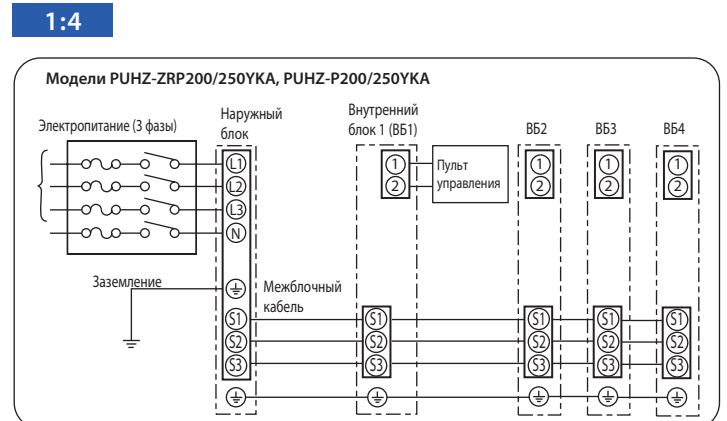 1:4
Модели PUHZ-ZRP200/250YKA, PUHZ-P200/250YKA
Электропитание (3 фазы)
Наружный
блок
Внутренний
блок 1 (ВБ1)
ВБ2
ВБ3
ВБ4
L1
L2
L3
N
1
2
Пульт
управления
1
2
1
2
1
2
Заземление
Межблочный
кабель
S1
S2
S3
S1
S2
S3
S1
S2
S3
S1
S2
S3
S1
S2
S3